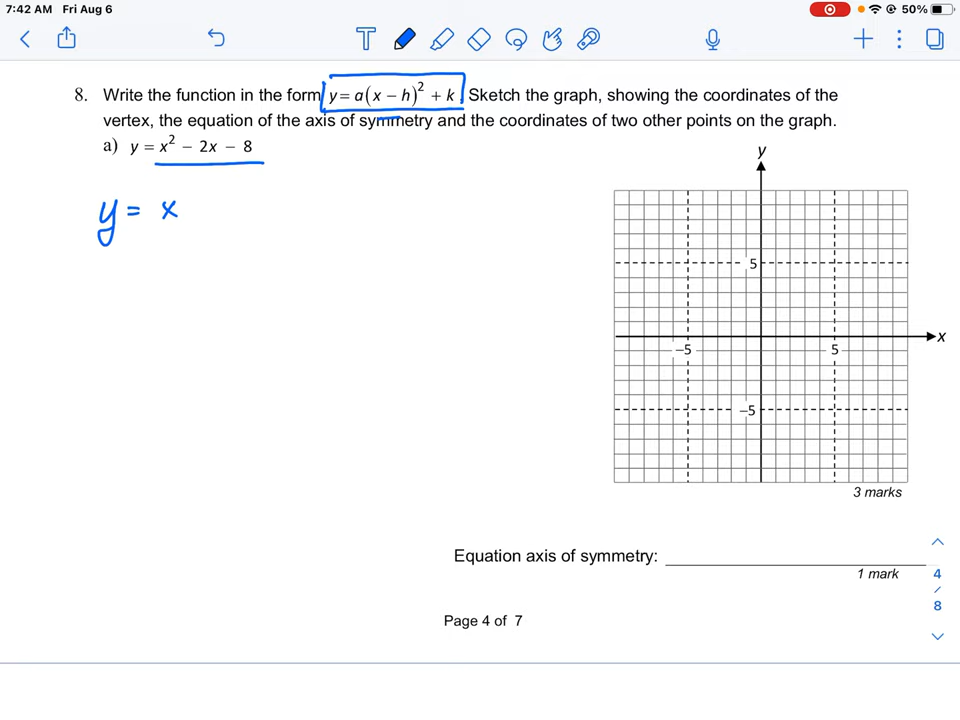 7:42 AM Fri Aug 6
50%
T
8. Write the function in the form y = a(x − h)² + k. Sketch the graph, showing the coordinates of the
vertex, the equation of the axis of symmetry and the coordinates of two other points on the graph.
a) y = x² − 2x − 8
y = x
y
5
x
−5
5
−5
3 marks
Equation axis of symmetry: ____________________
1 mark
4
/
8
Page 4 of 7